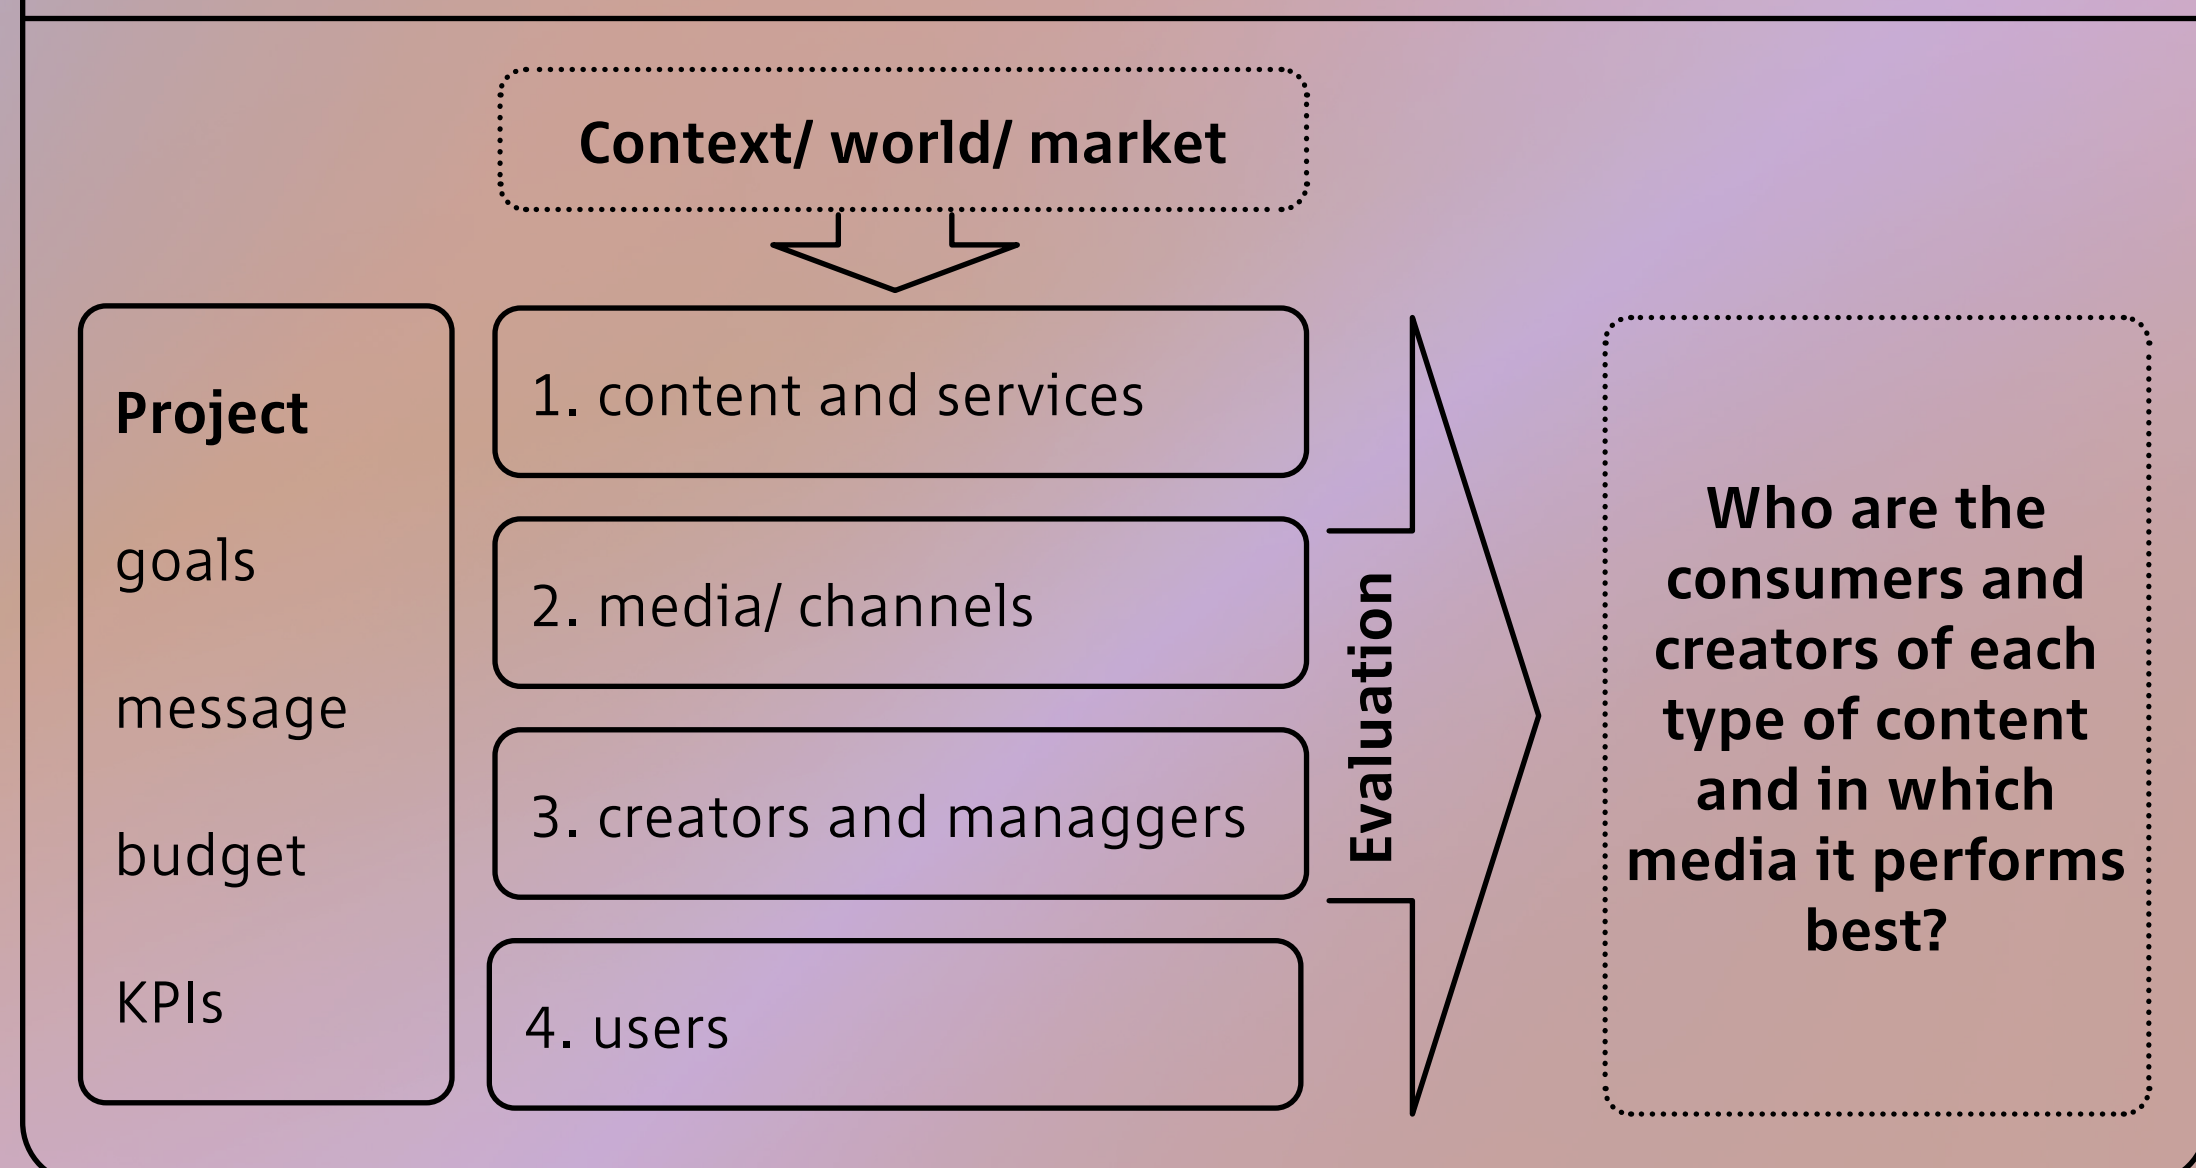 Context/ world/ market
Project
goals
message
budget
KPIs
1. content and services
2. media/ channels
3. creators and managgers
4. users
Evaluation
Who are the
consumers and
creators of each
type of content
and in which
media it performs
best?